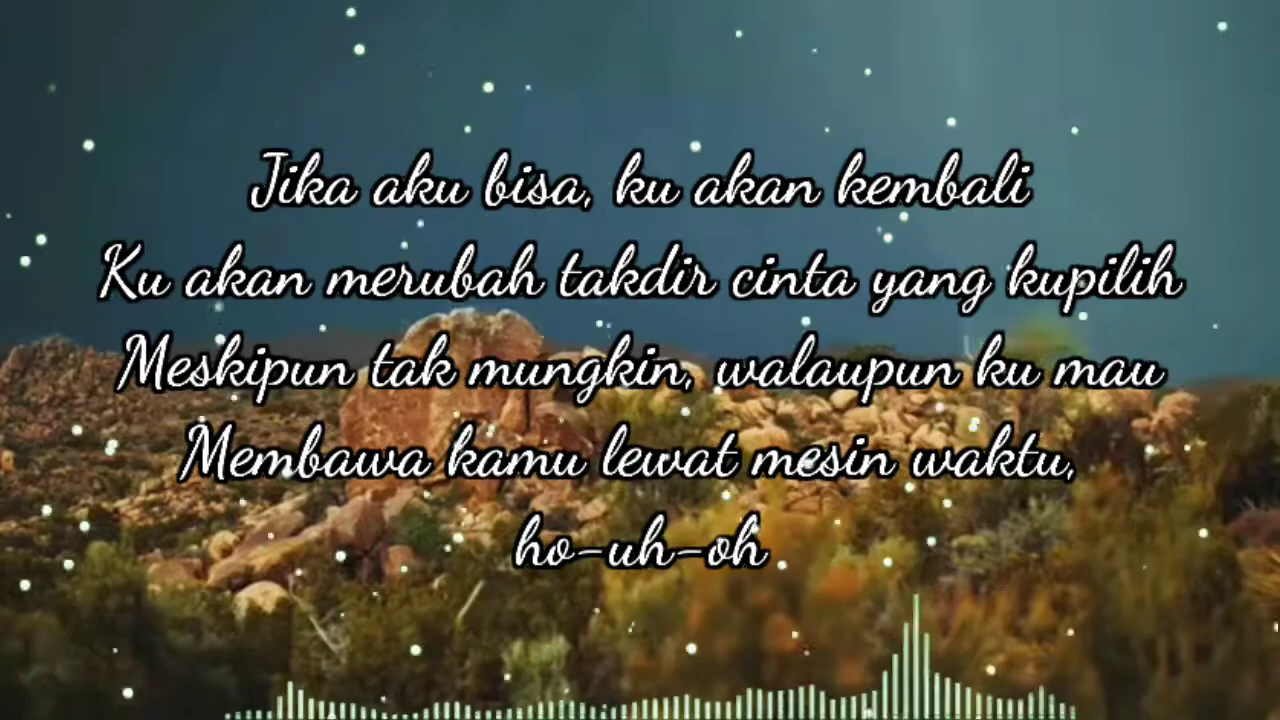 Jika aku bisa, ku akan kembali
Ku akan merubah takdir cinta yang kupilih
Meskipun tak mungkin, walaupun ku mau
Membawa kamu lewat mesin waktu,
ho-uh-oh